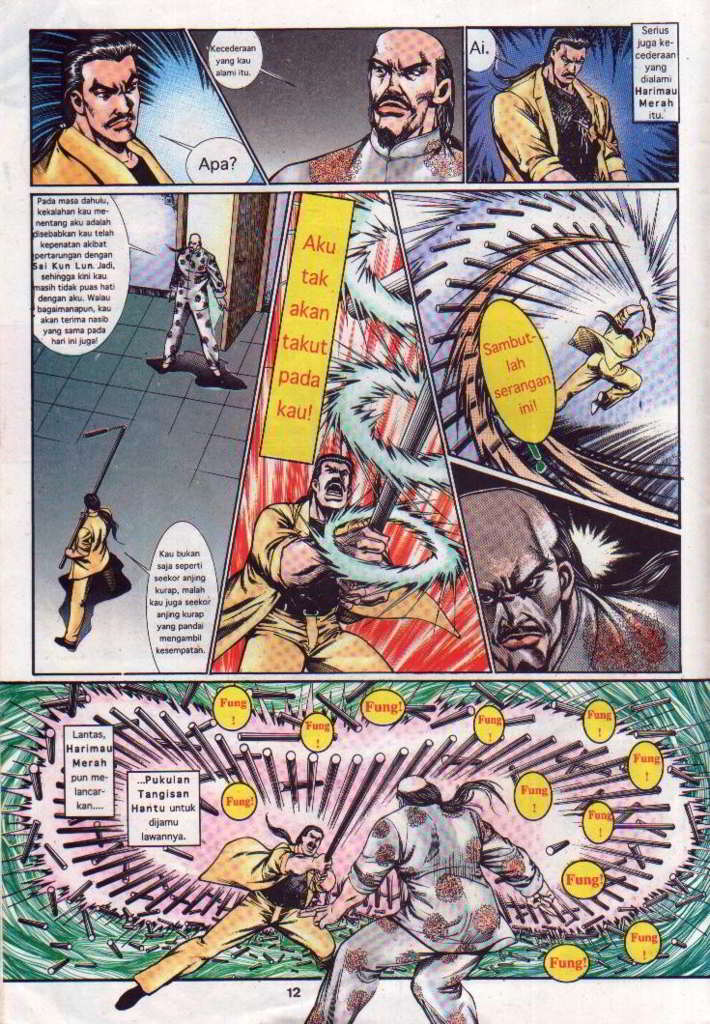 Apa?
Kecederaan
yang kau
alami itu.
Ai.
Serius
juga ke-
cederaan
yang
dialami
Harimau
Merah
itu.
Pada masa dahulu,
kekalahan kau me-
nentang aku adalah
disebabkan kau telah
kepenatan akibat
pertarungan dengan
Sai Kun Lun. Jadi,
sehingga kini kau
masih tidak puas hati
dengan aku. Walau
bagaimanapun, kau
akan terima nasib
yang sama pada
hari ini juga!
Kau bukan
saja seperti
seekor anjing
kurap, malah
kau juga seekor
anjing kurap
yang pandai
mengambil
kesempatan.
Aku
tak
akan
takut
pada
kau!
Sambut-
lah
serangan
ini!
Lantas,
Harimau
Merah
pun me-
lancar-
kan....
...Pukulan
Tangisan
Hantu untuk
dijamu
lawannya.
Fung
!
Fung
!
Fung!
Fung
!
Fung
!
Fung
!
Fung!
Fung
!
Fung
!
Fung!
Fung
!
Fung!
12